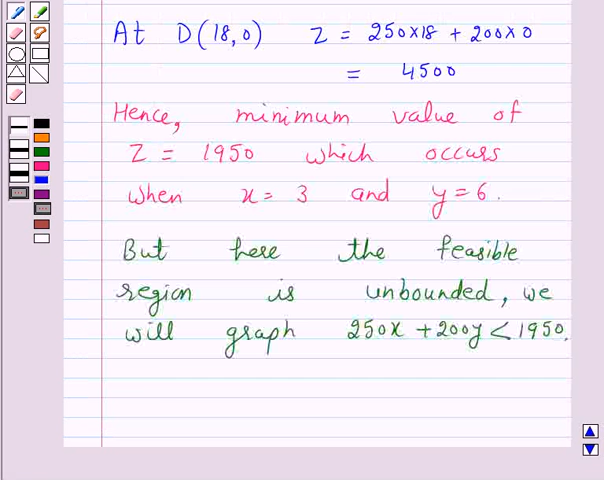 At D(18,0) Z = 250×18 + 200×0
= 4500
Hence, minimum value of
Z = 1950 which occurs
when x = 3 and y = 6.
But here the feasible
region is unbounded, we
will graph 250x + 200y < 1950.